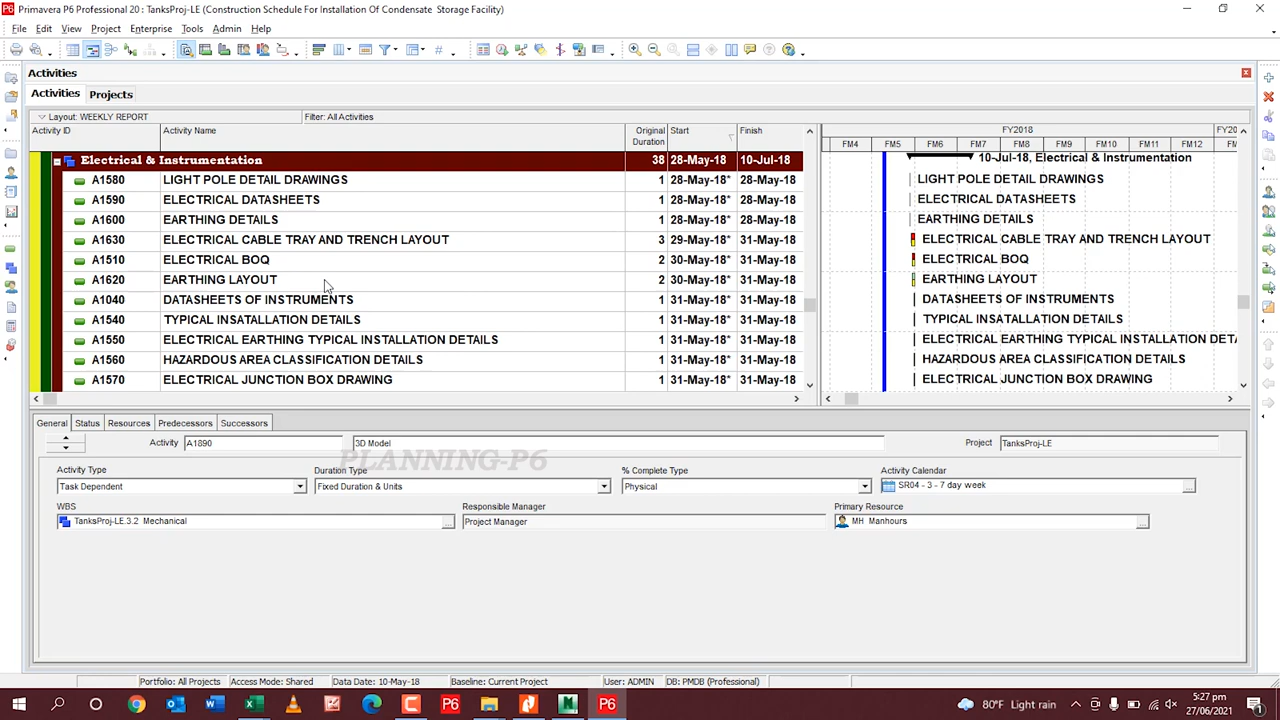 Primavera P6 Professional 20 : TanksProj-LE (Construction Schedule For Installation Of Condensate Storage Facility)
File Edit View Project Enterprise Tools Admin Help
Activities
Activities Projects
Layout: WEEKLY REPORT Filter: All Activities
Activity ID Activity Name Original Duration Start Finish FY2018 FY20
FM4 FM5 FM6 FM7 FM8 FM9 FM10 FM11 FM12
Electrical & Instrumentation 38 28-May-18 10-Jul-18 10-Jul-18, Electrical & Instrumentation
A1580 LIGHT POLE DETAIL DRAWINGS 1 28-May-18* 28-May-18 LIGHT POLE DETAIL DRAWINGS
A1590 ELECTRICAL DATASHEETS 1 28-May-18* 28-May-18 ELECTRICAL DATASHEETS
A1600 EARTHING DETAILS 1 28-May-18* 28-May-18 EARTHING DETAILS
A1630 ELECTRICAL CABLE TRAY AND TRENCH LAYOUT 3 29-May-18* 31-May-18 ELECTRICAL CABLE TRAY AND TRENCH LAYOUT
A1510 ELECTRICAL BOQ 2 30-May-18* 31-May-18 ELECTRICAL BOQ
A1620 EARTHING LAYOUT 2 30-May-18* 31-May-18 EARTHING LAYOUT
A1040 DATASHEETS OF INSTRUMENTS 1 31-May-18* 31-May-18 DATASHEETS OF INSTRUMENTS
A1540 TYPICAL INSATALLATION DETAILS 1 31-May-18* 31-May-18 TYPICAL INSATALLATION DETAILS
A1550 ELECTRICAL EARTHING TYPICAL INSTALLATION DETAILS 1 31-May-18* 31-May-18 ELECTRICAL EARTHING TYPICAL INSTALLATION DETA
A1560 HAZARDOUS AREA CLASSIFICATION DETAILS 1 31-May-18* 31-May-18 HAZARDOUS AREA CLASSIFICATION DETAILS
A1570 ELECTRICAL JUNCTION BOX DRAWING 1 31-May-18* 31-May-18 ELECTRICAL JUNCTION BOX DRAWING
General Status Resources Predecessors Successors
Activity A1890 3D Model Project TanksProj-LE
PLANNING-P6
Activity Type Duration Type % Complete Type Activity Calendar
Task Dependent Fixed Duration & Units Physical SR04 - 3 - 7 day week
WBS Responsible Manager Primary Resource
TanksProj-LE.3.2 Mechanical Project Manager MH Manhours
Portfolio: All Projects Access Mode: Shared Data Date: 10-May-18 Baseline: Current Project User: ADMIN DB: PMDB (Professional)
80°F Light rain 5:27 pm
27/06/2021